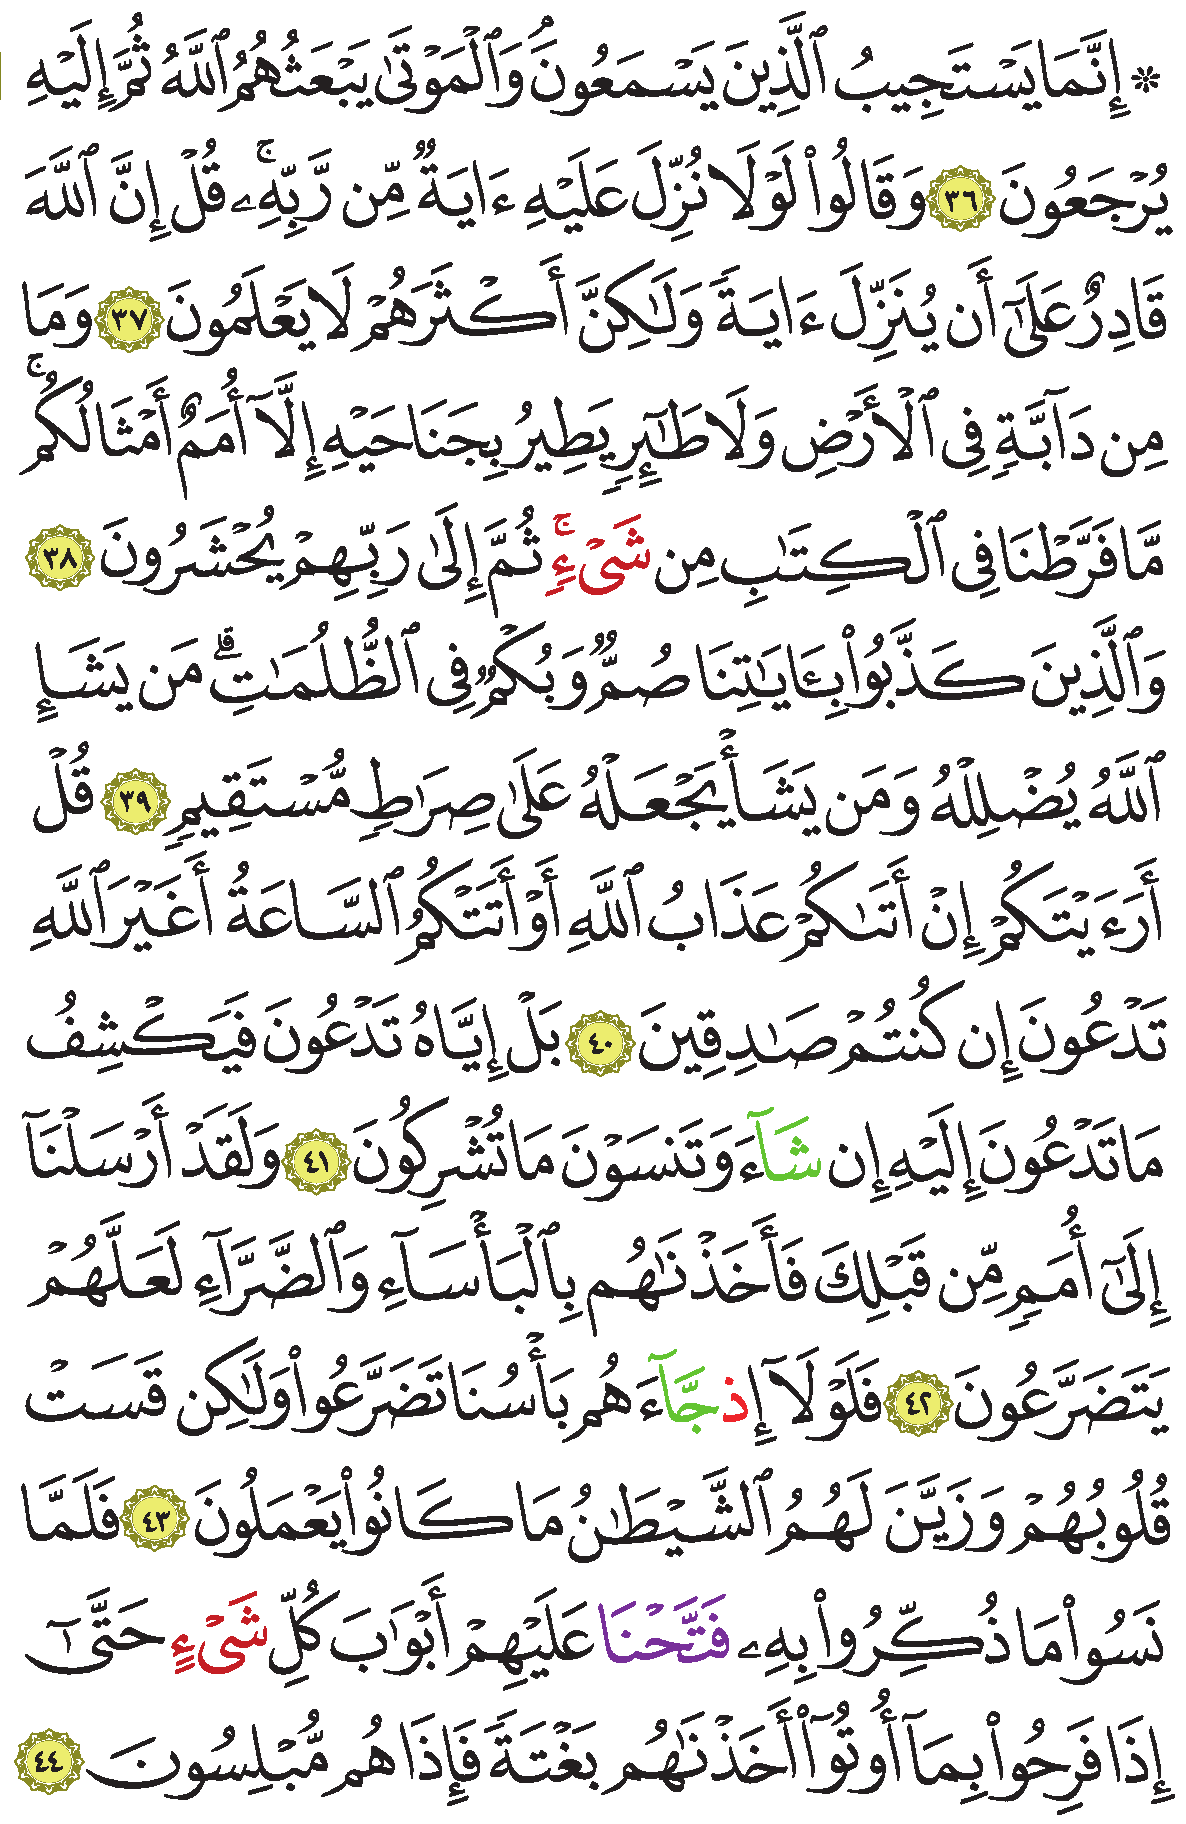 ۞ إِنَّمَا يَسْتَجِيبُ ٱلَّذِينَ يَسْمَعُونَۘ وَٱلْمَوْتَىٰ يَبْعَثُهُمُ ٱللَّهُ ثُمَّ إِلَيْهِ
يُرْجَعُونَ ٣٦ وَقَالُوا۟ لَوْلَا نُزِّلَ عَلَيْهِ ءَايَةٌ مِّن رَّبِّهِۦۚ قُلْ إِنَّ ٱللَّهَ
قَادِرٌ عَلَىٰٓ أَن يُنَزِّلَ ءَايَةً وَلَـٰكِنَّ أَكْثَرَهُمْ لَا يَعْلَمُونَ ٣٧ وَمَا
مِن دَآبَّةٍ فِى ٱلْأَرْضِ وَلَا طَـٰٓئِرٍ يَطِيرُ بِجَنَاحَيْهِ إِلَّآ أُمَمٌ أَمْثَالُكُمۚ
مَّا فَرَّطْنَا فِى ٱلْكِتَـٰبِ مِن شَىْءٍۚ ثُمَّ إِلَىٰ رَبِّهِمْ يُحْشَرُونَ ٣٨
وَٱلَّذِينَ كَذَّبُوا۟ بِـَٔايَـٰتِنَا صُمٌّ وَبُكْمٌ فِى ٱلظُّلُمَـٰتِۗ مَن يَشَإِ
ٱللَّهُ يُضْلِلْهُ وَمَن يَشَأْ يَجْعَلْهُ عَلَىٰ صِرَٰطٍ مُّسْتَقِيمٍ ٣٩ قُلْ
أَرَءَيْتَكُمْ إِنْ أَتَىٰكُمْ عَذَابُ ٱللَّهِ أَوْ أَتَتْكُمُ ٱلسَّاعَةُ أَغَيْرَ ٱللَّهِ
تَدْعُونَ إِن كُنتُمْ صَـٰدِقِينَ ٤٠ بَلْ إِيَّاهُ تَدْعُونَ فَيَكْشِفُ
مَا تَدْعُونَ إِلَيْهِ إِن شَآءَ وَتَنسَوْنَ مَا تُشْرِكُونَ ٤١ وَلَقَدْ أَرْسَلْنَآ
إِلَىٰٓ أُمَمٍ مِّن قَبْلِكَ فَأَخَذْنَـٰهُم بِٱلْبَأْسَآءِ وَٱلضَّرَّآءِ لَعَلَّهُمْ
يَتَضَرَّعُونَ ٤٢ فَلَوْلَآ إِذ جَّآءَهُم بَأْسُنَا تَضَرَّعُوا۟ وَلَـٰكِن قَسَتْ
قُلُوبُهُمْ وَزَيَّنَ لَهُمُ ٱلشَّيْطَـٰنُ مَا كَانُوا۟ يَعْمَلُونَ ٤٣ فَلَمَّا
نَسُوا۟ مَا ذُكِّرُوا۟ بِهِۦ فَتَّحْنَا عَلَيْهِمْ أَبْوَٰبَ كُلِّ شَىْءٍ حَتَّىٰٓ
إِذَا فَرِحُوا۟ بِمَآ أُوتُوٓا۟ أَخَذْنَـٰهُم بَغْتَةً فَإِذَا هُم مُّبْلِسُونَ ٤٤